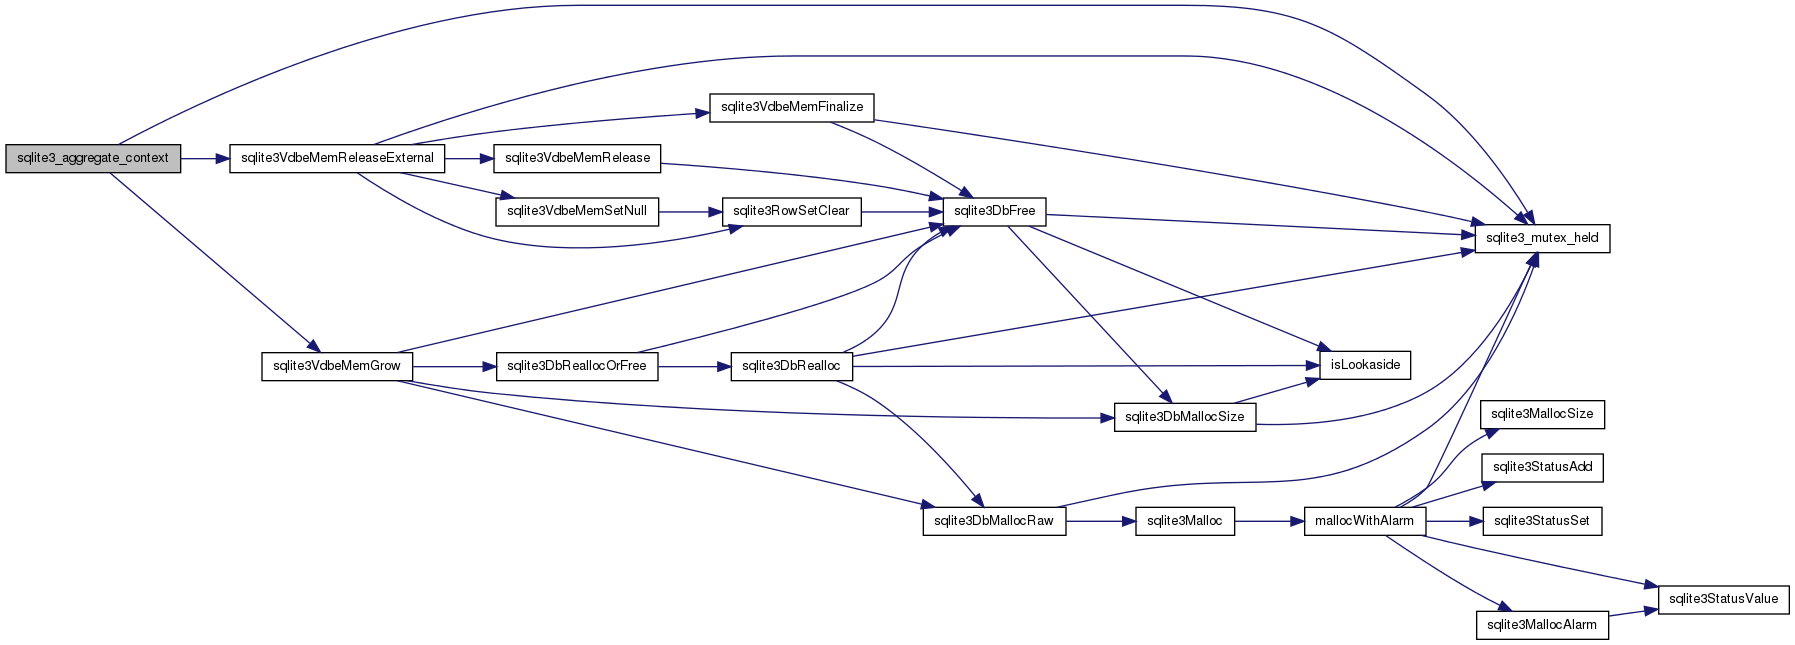 sqlite3_aggregate_context
sqlite3VdbeMemReleaseExternal
sqlite3VdbeMemFinalize
sqlite3VdbeMemRelease
sqlite3VdbeMemSetNull
sqlite3RowSetClear
sqlite3DbFree
sqlite3_mutex_held
sqlite3VdbeMemGrow
sqlite3DbReallocOrFree
sqlite3DbRealloc
isLookaside
sqlite3DbMallocSize
sqlite3MallocSize
sqlite3StatusAdd
sqlite3DbMallocRaw
sqlite3Malloc
mallocWithAlarm
sqlite3StatusSet
sqlite3StatusValue
sqlite3MallocAlarm